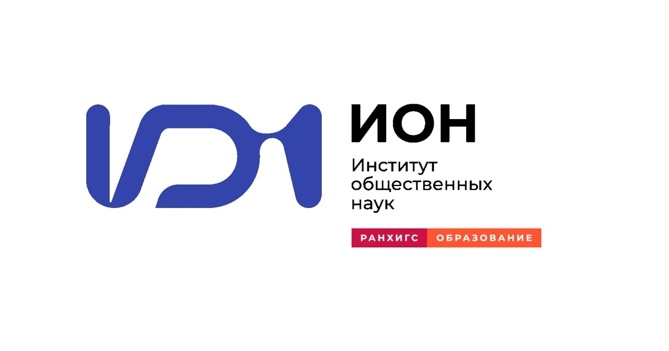 ИОН
Институт
общественных
наук
РАНХИГС ОБРАЗОВАНИЕ